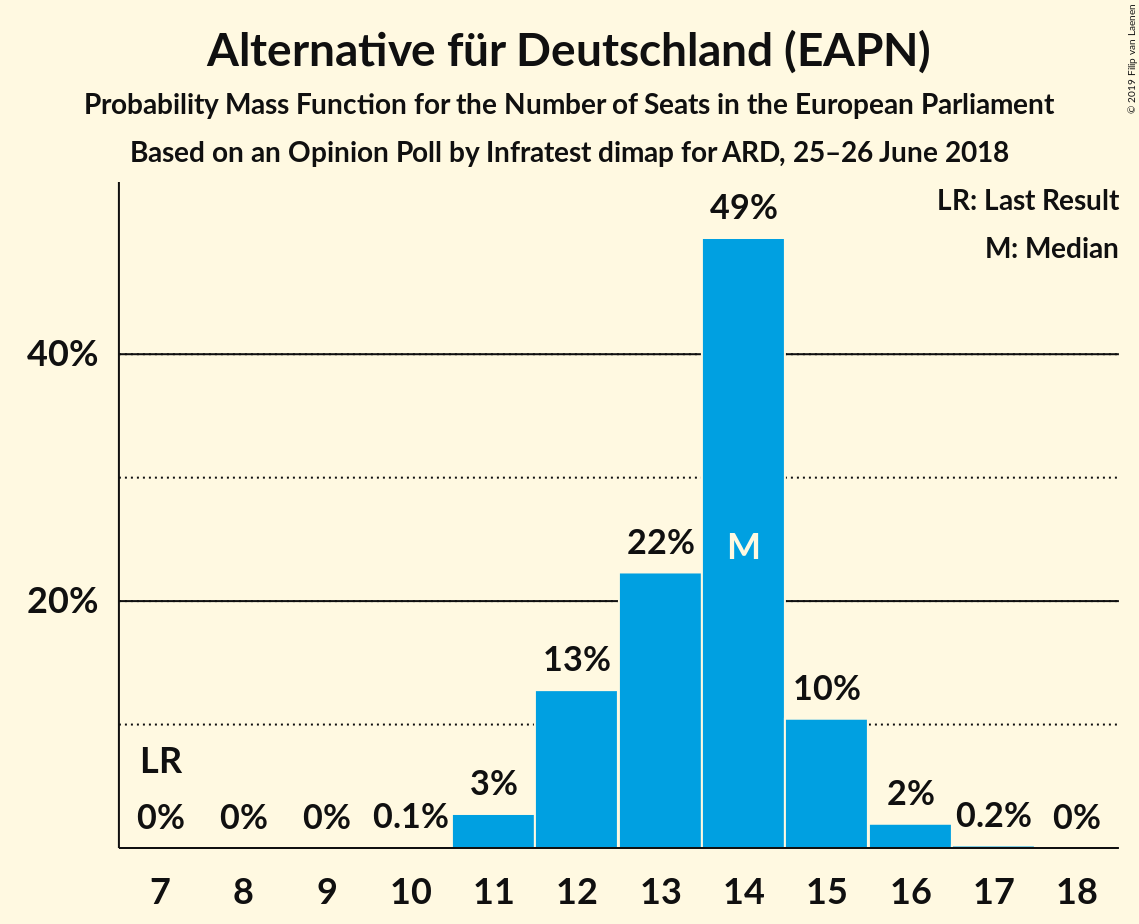 Alternative für Deutschland (EAPN)
Probability Mass Function for the Number of Seats in the European Parliament
Based on an Opinion Poll by Infratest dimap for ARD, 25–26 June 2018
© 2019 Filip van Laenen
LR: Last Result
M: Median
49%
40%
22%
M
20%
13%
10%
LR
3%
2%
0% 0% 0% 0.1% 0.2% 0%
7 8 9 10 11 12 13 14 15 16 17 18